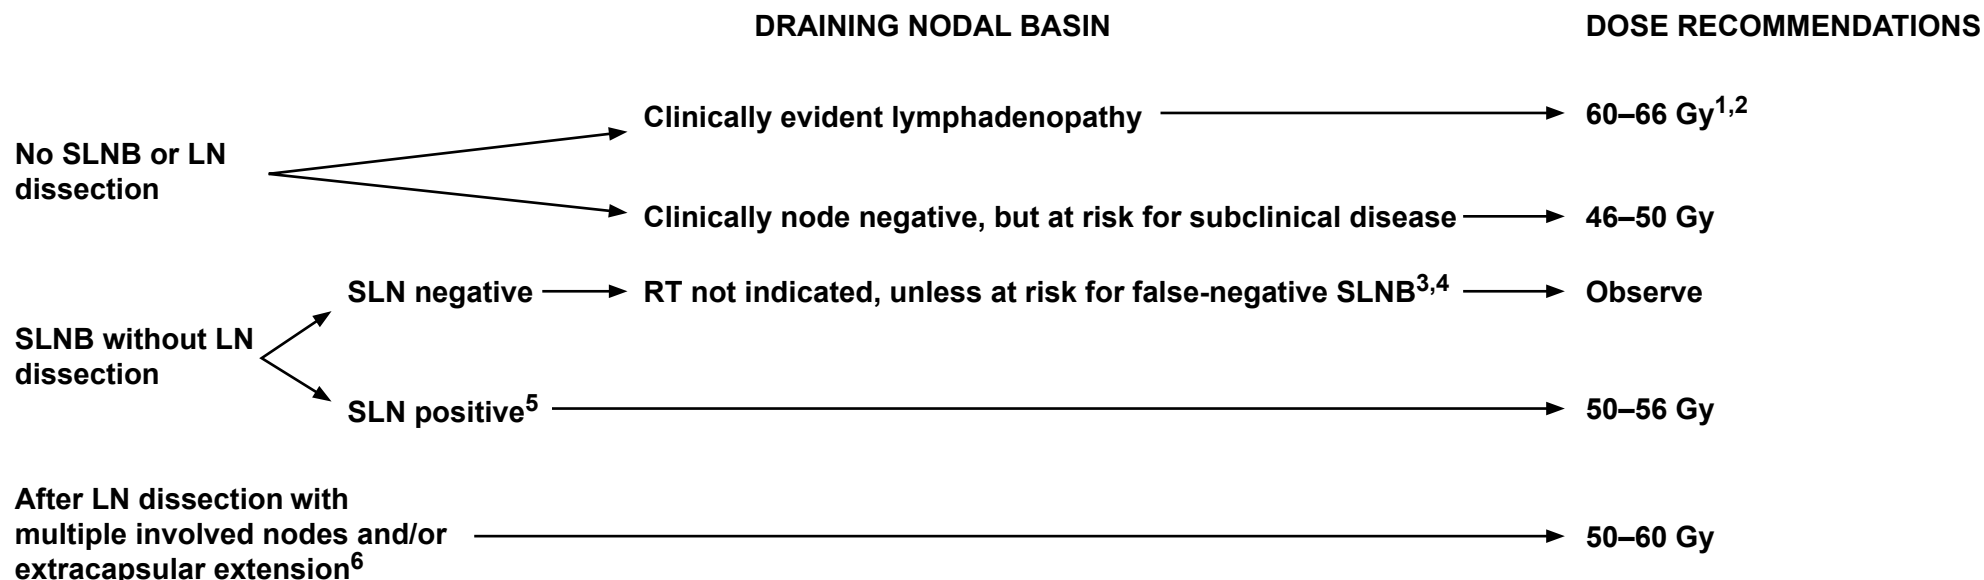 DRAINING NODAL BASIN DOSE RECOMMENDATIONS
Clinically evident lymphadenopathy 60–66 Gy1,2
No SLNB or LN
dissection
Clinically node negative, but at risk for subclinical disease 46–50 Gy
SLN negative RT not indicated, unless at risk for false-negative SLNB3,4 Observe
SLNB without LN
dissection
SLN positive5 50–56 Gy
After LN dissection with
multiple involved nodes and/or 50–60 Gy
extracapsular extension6